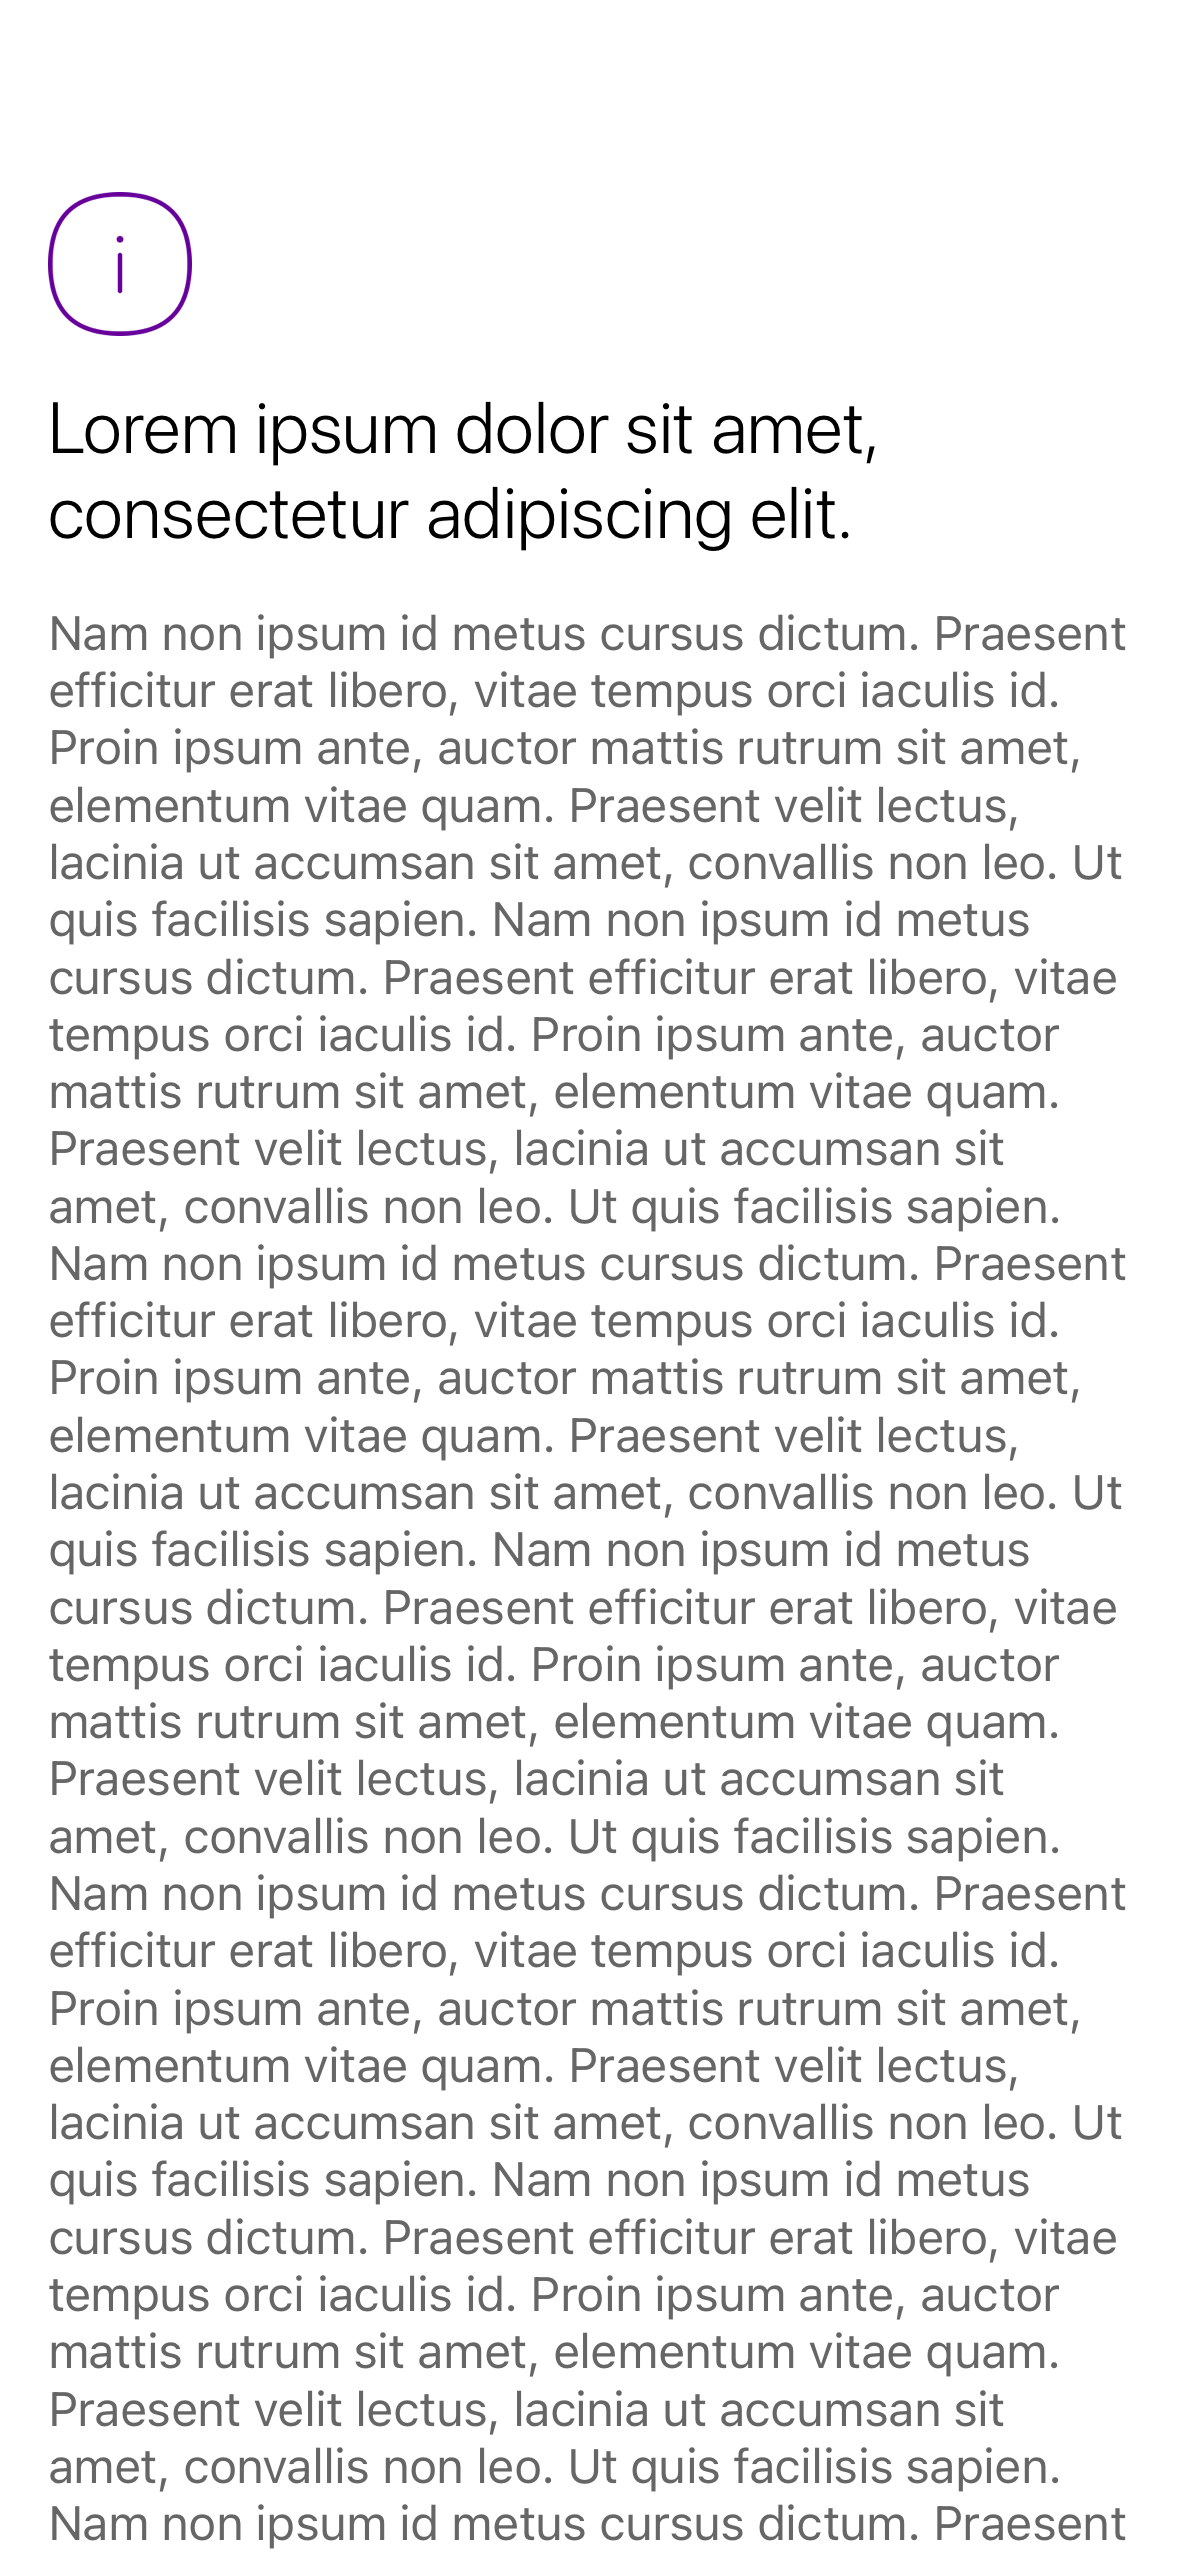 i
Lorem ipsum dolor sit amet,
consectetur adipiscing elit.
Nam non ipsum id metus cursus dictum. Praesent
efficitur erat libero, vitae tempus orci iaculis id.
Proin ipsum ante, auctor mattis rutrum sit amet,
elementum vitae quam. Praesent velit lectus,
lacinia ut accumsan sit amet, convallis non leo. Ut
quis facilisis sapien. Nam non ipsum id metus
cursus dictum. Praesent efficitur erat libero, vitae
tempus orci iaculis id. Proin ipsum ante, auctor
mattis rutrum sit amet, elementum vitae quam.
Praesent velit lectus, lacinia ut accumsan sit
amet, convallis non leo. Ut quis facilisis sapien.
Nam non ipsum id metus cursus dictum. Praesent
efficitur erat libero, vitae tempus orci iaculis id.
Proin ipsum ante, auctor mattis rutrum sit amet,
elementum vitae quam. Praesent velit lectus,
lacinia ut accumsan sit amet, convallis non leo. Ut
quis facilisis sapien. Nam non ipsum id metus
cursus dictum. Praesent efficitur erat libero, vitae
tempus orci iaculis id. Proin ipsum ante, auctor
mattis rutrum sit amet, elementum vitae quam.
Praesent velit lectus, lacinia ut accumsan sit
amet, convallis non leo. Ut quis facilisis sapien.
Nam non ipsum id metus cursus dictum. Praesent
efficitur erat libero, vitae tempus orci iaculis id.
Proin ipsum ante, auctor mattis rutrum sit amet,
elementum vitae quam. Praesent velit lectus,
lacinia ut accumsan sit amet, convallis non leo. Ut
quis facilisis sapien. Nam non ipsum id metus
cursus dictum. Praesent efficitur erat libero, vitae
tempus orci iaculis id. Proin ipsum ante, auctor
mattis rutrum sit amet, elementum vitae quam.
Praesent velit lectus, lacinia ut accumsan sit
amet, convallis non leo. Ut quis facilisis sapien.
Nam non ipsum id metus cursus dictum. Praesent